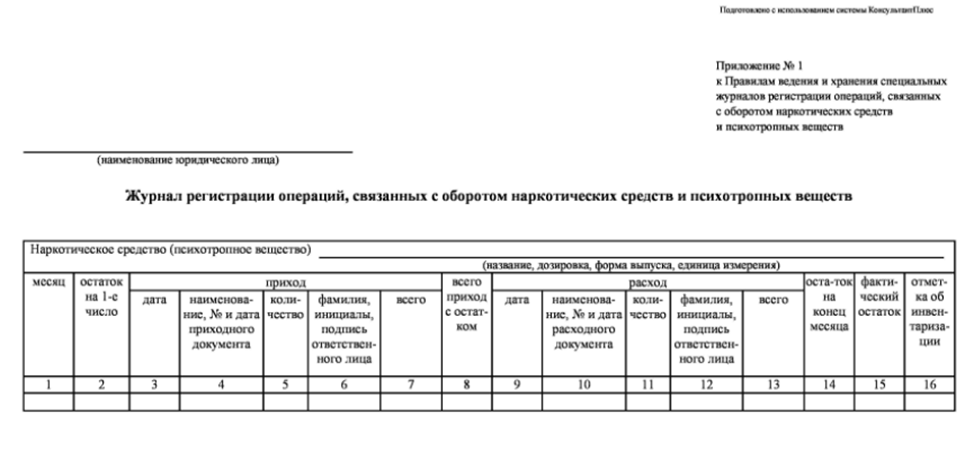 Подготовлено с использованием системы КонсультантПлюс
Приложение № 1
к Правилам ведения и хранения специальных
журналов регистрации операций, связанных
с оборотом наркотических средств
и психотропных веществ
(наименование юридического лица)
Журнал регистрации операций, связанных с оборотом наркотических средств и психотропных веществ
Наркотическое средство (психотропное вещество)
(название, дозировка, форма выпуска, единица измерения)
месяц
остаток
на 1-е
число
приход
дата
наименова-
ние, № и дата
приходного
документа
коли-
чество
фамилия,
инициалы,
подпись
ответствен-
ного лица
всего
всего
приход
с остат-
ком
расход
дата
наименова-
ние, № и дата
расходного
документа
коли-
чество
фамилия,
инициалы,
подпись
ответствен-
ного лица
всего
оста-ток
на
конец
месяца
факти-
ческий
остаток
отмет-
ка об
инвен-
тариза-
ции
1 2 3 4 5 6 7 8 9 10 11 12 13 14 15 16